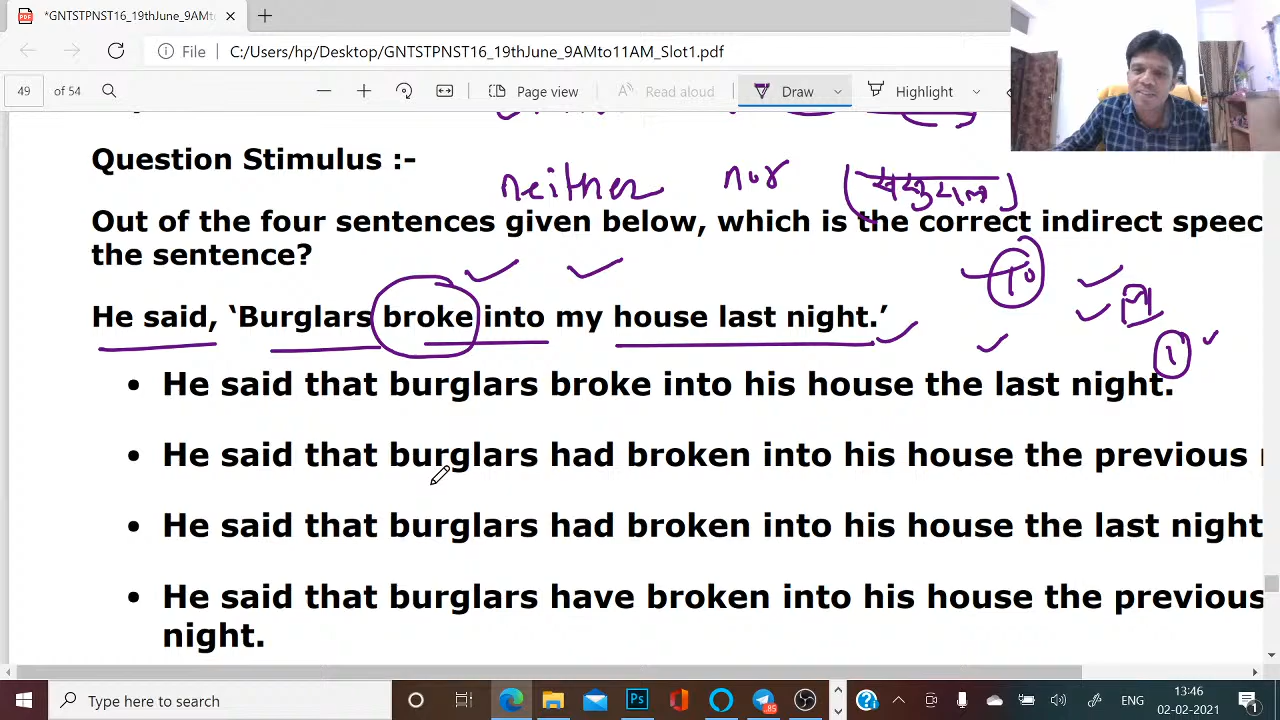 *GNTSTPNST16_19thJune_9AMto
File C:/Users/hp/Desktop/GNTSTPNST16_19thJune_9AMto11AM_Slot1.pdf
49 of 54 Page view Read aloud Draw Highlight
Question Stimulus :-
neither nor
Out of the four sentences given below, which is the correct indirect speec
the sentence?
He said, ‘Burglars broke into my house last night.’
• He said that burglars broke into his house the last night.
• He said that burglars had broken into his house the previous
• He said that burglars had broken into his house the last night
• He said that burglars have broken into his house the previous
night.
Type here to search
ENG
13:46
02-02-2021